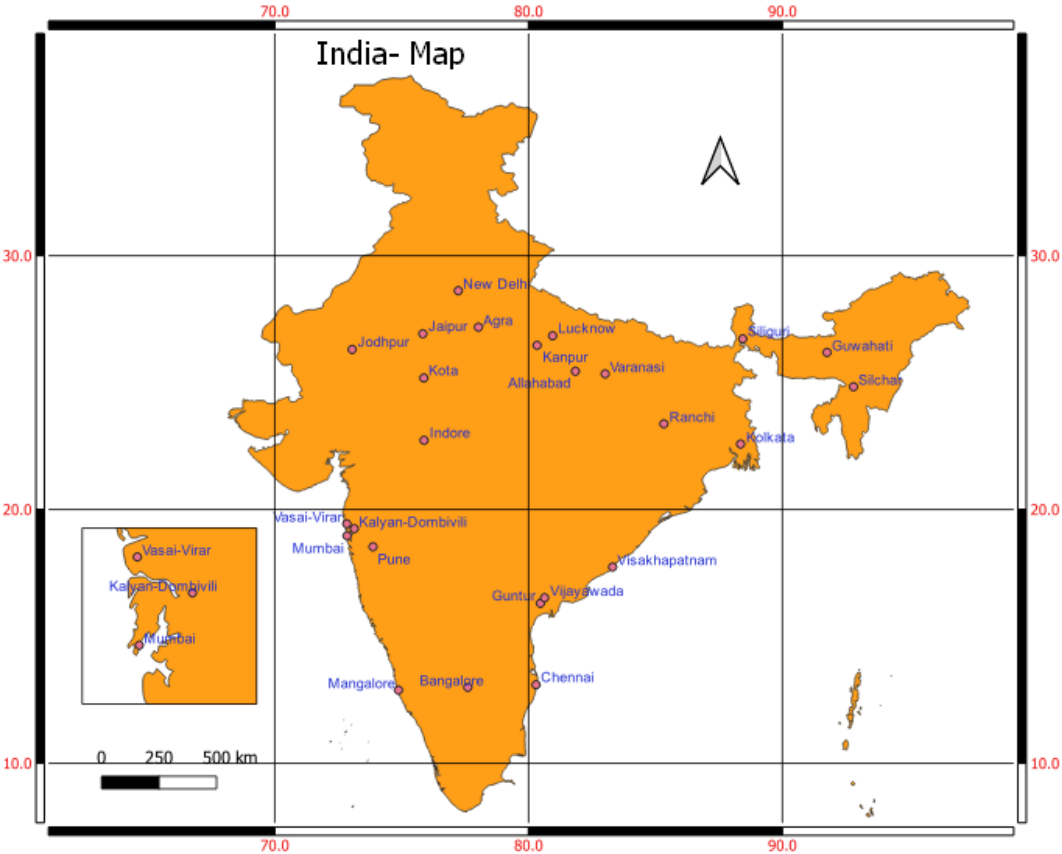 70.0
80.0
90.0
India- Map
30.0
30.0
New Delhi
Agra
Jaipur
Lucknow
Siliguri
Jodhpur
Guwahati
Kanpur
Kota
Varanasi
Allahabad
Silchar
Ranchi
Indore
Kolkata
20.0
20.0
Vasai-Virar
Kalyan-Dombivili
Mumbai
Pune
Visakhapatnam
Vasai-Virar
Kalyan-Dombivili
Mumbai
Guntur
Vijayawada
Mangalore
Bangalore
Chennai
0 250 500 km
10.0
10.0
70.0
80.0
90.0